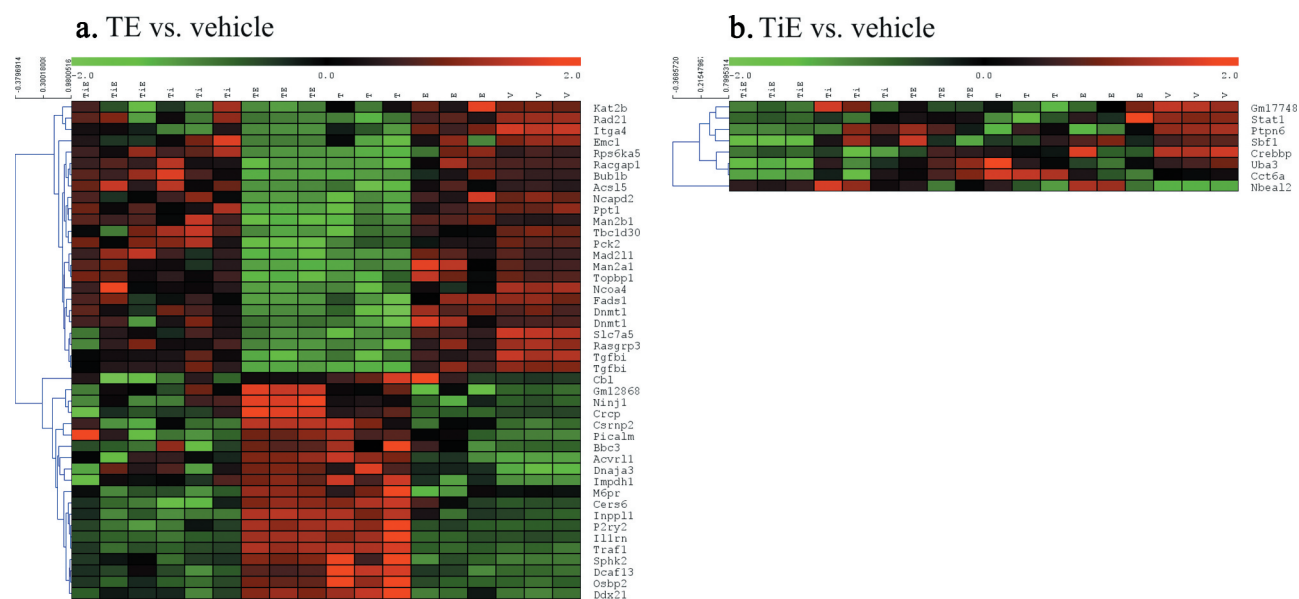 a. TE vs. vehicle
-0.3796914
-2.0 0.0 2.0
TiE TiE TiE Ti Ti Ti TE TE TE T T T E E E V V V
Kat2b
Rad21
Itga4
Emc1
Rps6ka5
Racgap1
Bub1b
Acsl5
Ncapd2
Ppt1
Man2b1
Tbc1d30
Pck2
Mad2l1
Man2a1
Topbp1
Ncoa4
Fads1
Dnmt1
Dnmt1
Slc7a5
Rasgrp3
Tgfbi
Tgfbi
Cbl
Gm12868
Ninj1
Crcp
Csrnp2
Picalm
Bbc3
Acvrl1
Dnaja3
Impdh1
M6pr
Cers6
Inppl1
P2ry2
Il1rn
Traf1
Sphk2
Dcaf13
Osbp2
Ddx21
b. TiE vs. vehicle
-0.3685720
-2.0 0.0 2.0
TiE TiE TiE Ti Ti Ti TE TE TE T T T E E E V V V
Gm17748
Stat1
Ptpn6
Sbf1
Crebbp
Uba3
Cct6a
Nbeal2